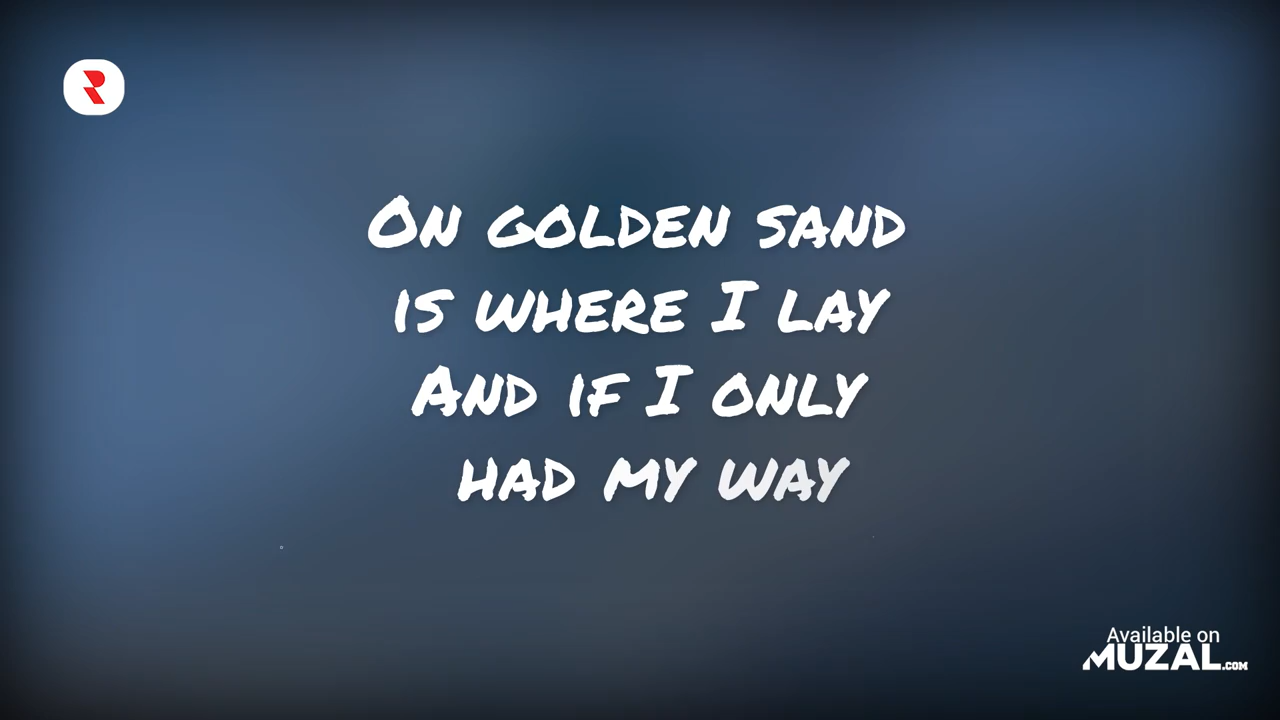 On golden sand
is where I lay
And if I only
had my way
Available on
MUZAL.COM